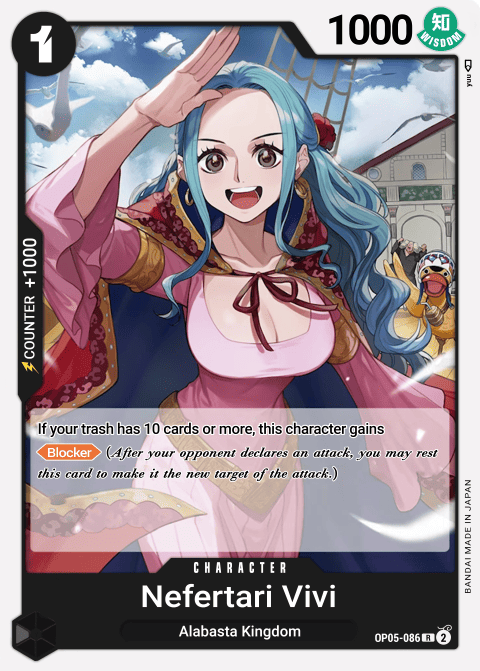 1
1000
知
WISDOM
yuu
COUNTER +1000
If your trash has 10 cards or more, this character gains
Blocker (After your opponent declares an attack, you may rest
this card to make it the new target of the attack.)
BANDAI MADE IN JAPAN
CHARACTER
Nefertari Vivi
Alabasta Kingdom
OP05-086 R 2